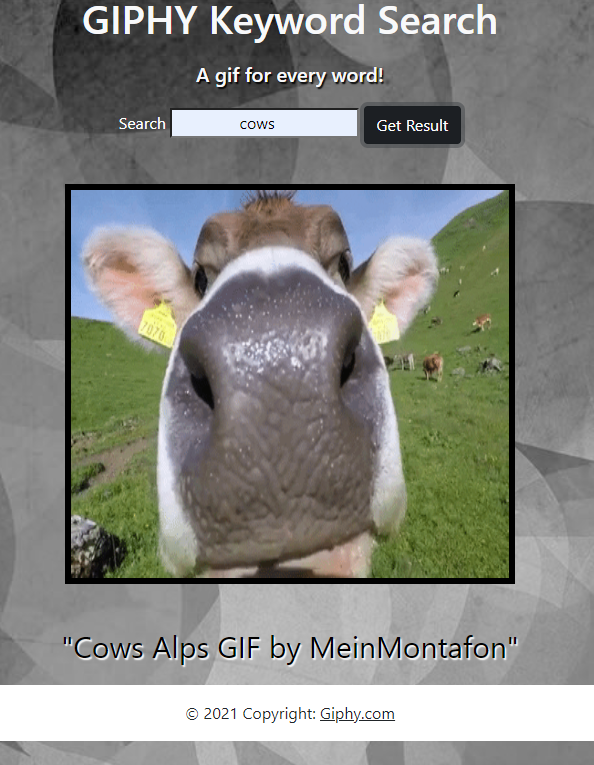 GIPHY Keyword Search
A gif for every word!
Search cows Get Result
"Cows Alps GIF by MeinMontafon"
© 2021 Copyright: Giphy.com